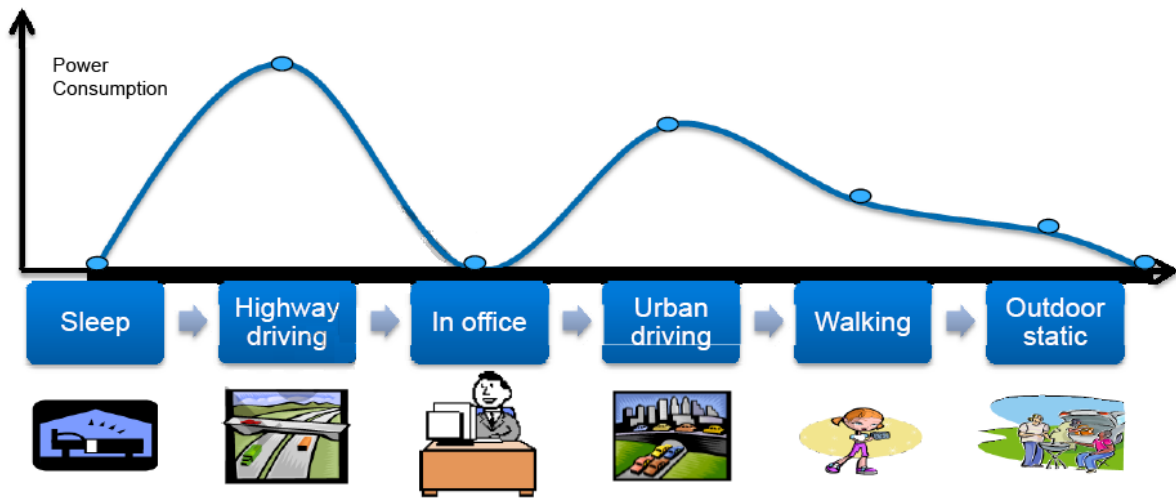 Power
Consumption
Sleep
Highway
driving
In office
Urban
driving
Walking
Outdoor
static